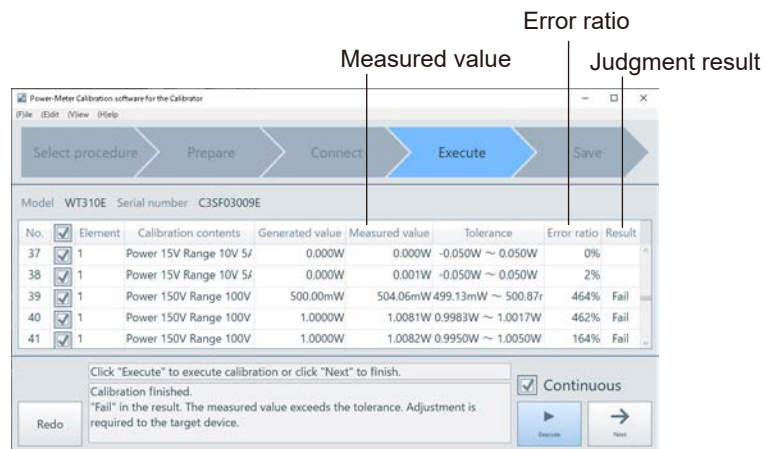 Error ratio
Measured value
Judgment result
Power-Meter Calibration software for the Calibrator
(F)ile (E)dit (V)iew (H)elp
Select procedure Prepare Connect Execute Save
Model WT310E Serial number C3SF03009E
No. Element Calibration contents Generated value Measured value Tolerance Error ratio Result
37 1 Power 15V Range 10V 5A 0.000W 0.000W -0.050W ~ 0.050W 0%
38 1 Power 15V Range 10V 5A 0.000W 0.001W -0.050W ~ 0.050W 2%
39 1 Power 150V Range 100V 500.00mW 504.06mW 499.13mW ~ 500.87r 464% Fail
40 1 Power 150V Range 100V 1.0000W 1.0081W 0.9983W ~ 1.0017W 462% Fail
41 1 Power 150V Range 100V 1.0000W 1.0082W 0.9950W ~ 1.0050W 164% Fail
Click "Execute" to execute calibration or click "Next" to finish.
Calibration finished.
"Fail" in the result. The measured value exceeds the tolerance. Adjustment is
required to the target device.
Continuous
Redo
Execute
Next